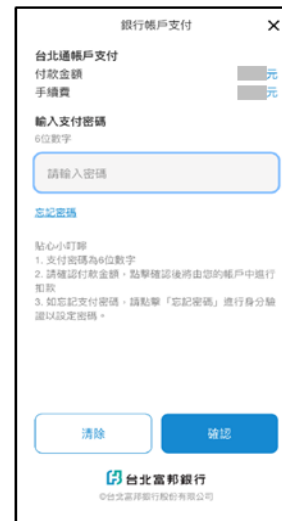 銀行帳戶支付
台北通帳戶支付
付款金額 元
手續費 元
輸入支付密碼
6位數字
請輸入密碼
忘記密碼
貼心小叮嚀
1. 支付密碼為6位數字
2. 請確認付款金額，點擊確認後將由您的帳戶中進行
扣款
3. 如忘記支付密碼，請點擊「忘記密碼」進行身分驗
證以設定密碼。
清除 確認
台北富邦銀行
©台北富邦銀行股份有限公司